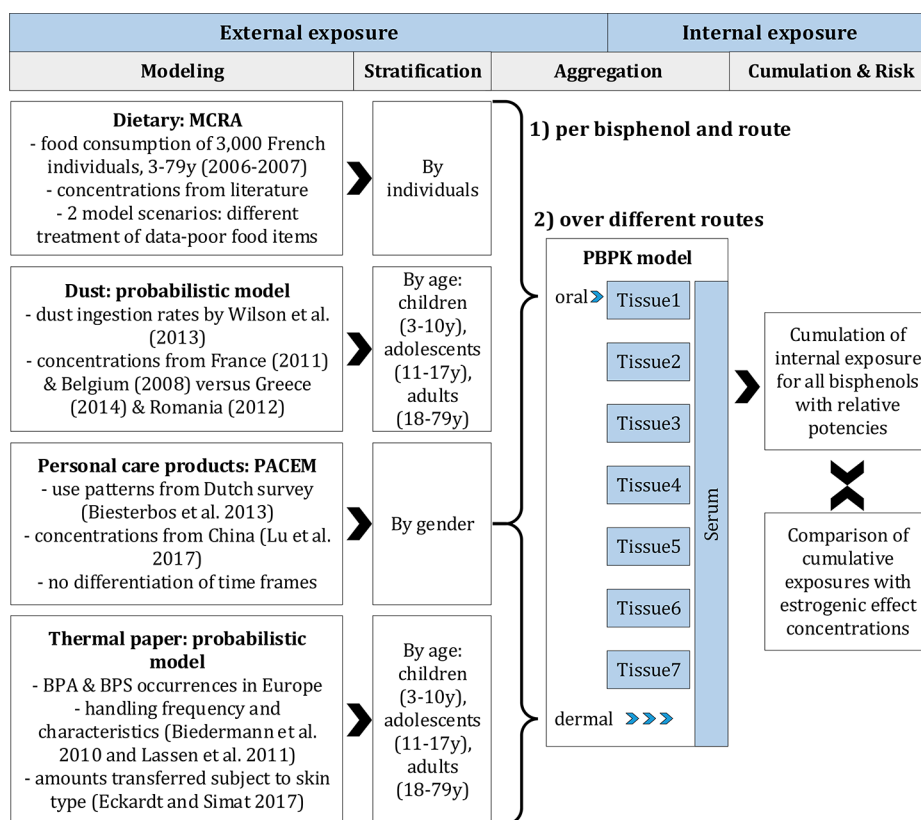 External exposure
Internal exposure
Modeling
Stratification
Aggregation
Cumulation & Risk
Dietary: MCRA
- food consumption of 3,000 French
individuals, 3-79y (2006-2007)
- concentrations from literature
- 2 model scenarios: different
treatment of data-poor food items
By
individuals
Dust: probabilistic model
- dust ingestion rates by Wilson et al.
(2013)
- concentrations from France (2011)
& Belgium (2008) versus Greece
(2014) & Romania (2012)
By age:
children
(3-10y),
adolescents
(11-17y),
adults
(18-79y)
Personal care products: PACEM
- use patterns from Dutch survey
(Biesterbos et al. 2013)
- concentrations from China (Lu et al.
2017)
- no differentiation of time frames
By gender
Thermal paper: probabilistic
model
- BPA & BPS occurrences in Europe
- handling frequency and
characteristics (Biedermann et al.
2010 and Lassen et al. 2011)
- amounts transferred subject to skin
type (Eckardt and Simat 2017)
By age:
children
(3-10y),
adolescents
(11-17y),
adults
(18-79y)
1) per bisphenol and route
2) over different routes
PBPK model
oral
Tissue1
Tissue2
Tissue3
Tissue4
Tissue5
Tissue6
Tissue7
dermal
Serum
Cumulation of
internal exposure
for all bisphenols
with relative
potencies
Comparison of
cumulative
exposures with
estrogenic effect
concentrations